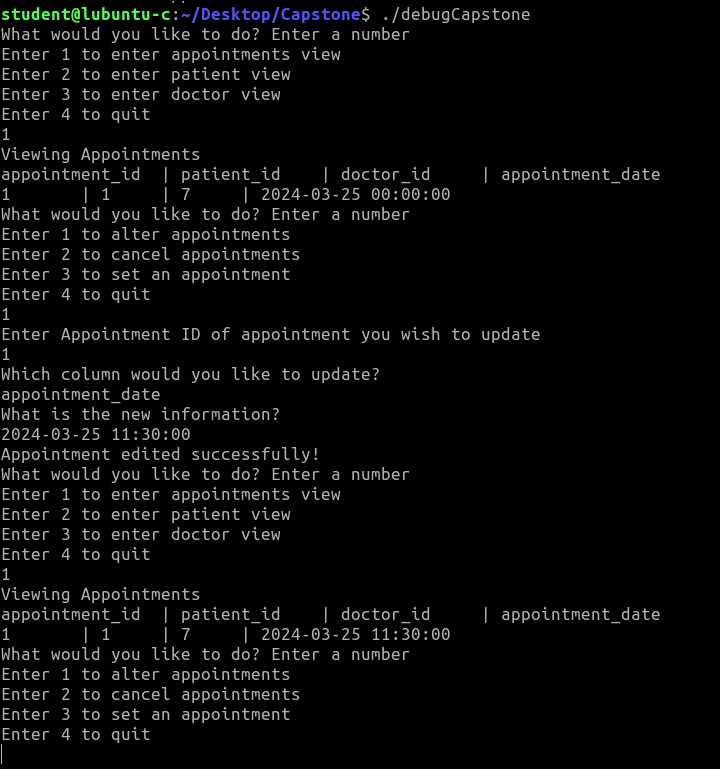 student@lubuntu-c:~/Desktop/Capstone$ ./debugCapstone
What would you like to do? Enter a number
Enter 1 to enter appointments view
Enter 2 to enter patient view
Enter 3 to enter doctor view
Enter 4 to quit
1
Viewing Appointments
appointment_id  | patient_id    | doctor_id     | appointment_date
1       | 1     | 7     | 2024-03-25 00:00:00
What would you like to do? Enter a number
Enter 1 to alter appointments
Enter 2 to cancel appointments
Enter 3 to set an appointment
Enter 4 to quit
1
Enter Appointment ID of appointment you wish to update
1
Which column would you like to update?
appointment_date
What is the new information?
2024-03-25 11:30:00
Appointment edited successfully!
What would you like to do? Enter a number
Enter 1 to enter appointments view
Enter 2 to enter patient view
Enter 3 to enter doctor view
Enter 4 to quit
1
Viewing Appointments
appointment_id  | patient_id    | doctor_id     | appointment_date
1       | 1     | 7     | 2024-03-25 11:30:00
What would you like to do? Enter a number
Enter 1 to alter appointments
Enter 2 to cancel appointments
Enter 3 to set an appointment
Enter 4 to quit